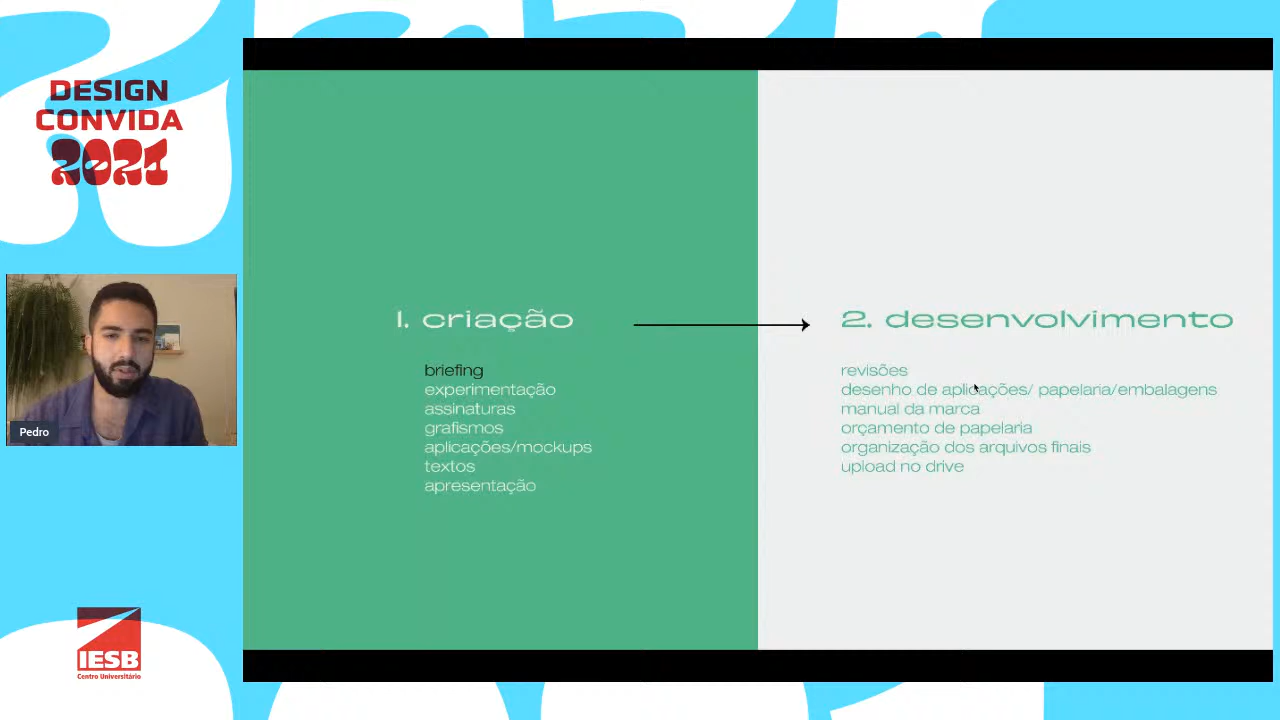 DESIGN
CONVIDA
2021
Pedro
IESB
Centro Universitário
1. criação
briefing
experimentação
assinaturas
grafismos
aplicações/mockups
textos
apresentação
2. desenvolvimento
revisões
desenho de aplicações/ papelaria/embalagens
manual da marca
orçamento de papelaria
organização dos arquivos finais
upload no drive